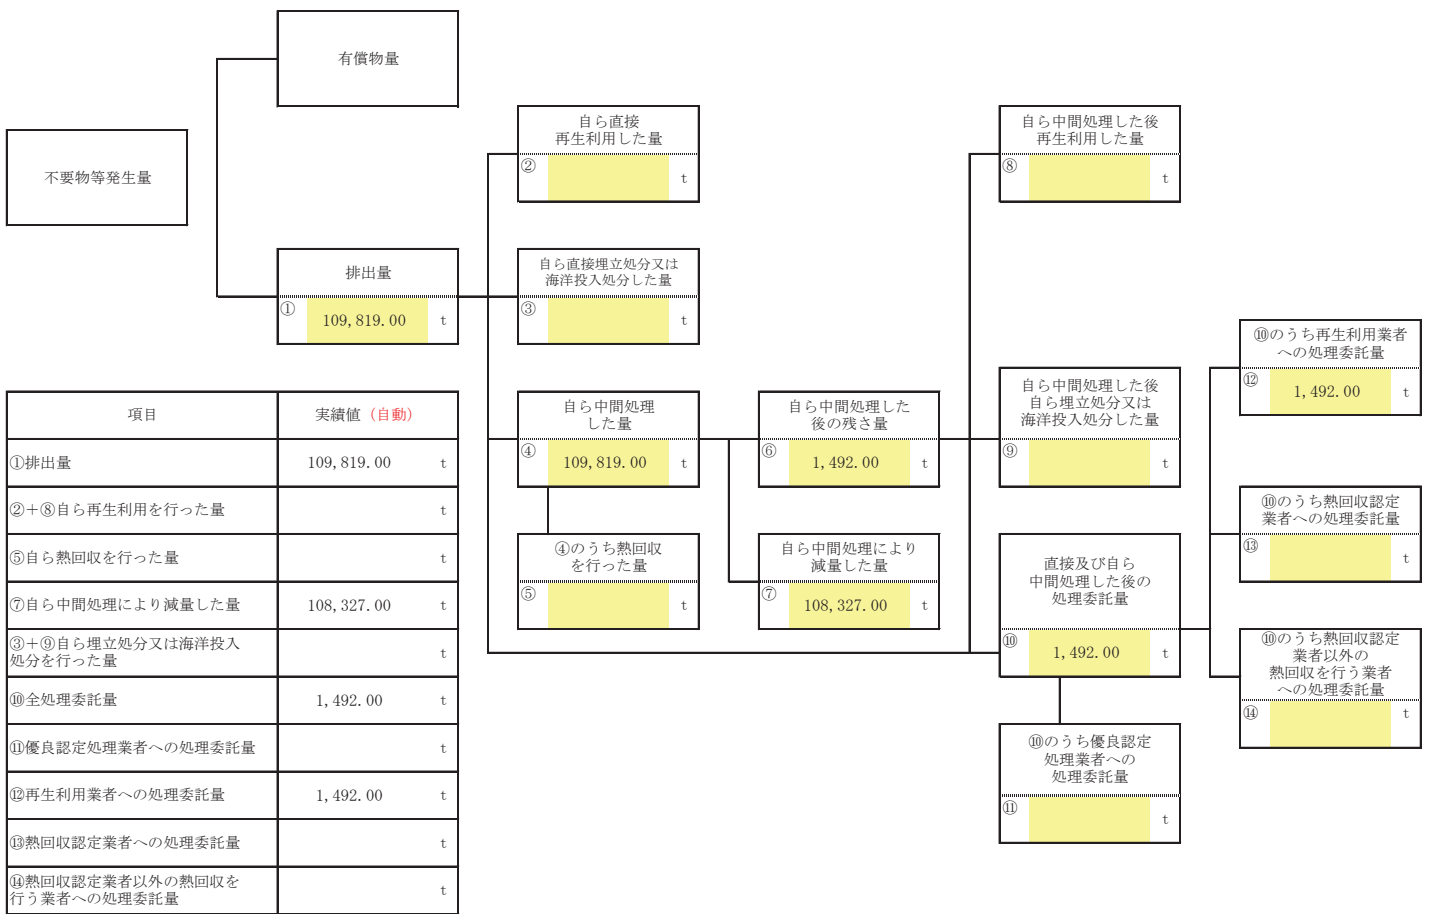 有償物量
不要物等発生量
排出量
①
109,819.00
t
自ら直接
再生利用した量
②
t
自ら直接埋立処分又は
海洋投入処分した量
③
t
自ら中間処理
した量
④
109,819.00
t
④のうち熱回収
を行った量
⑤
t
自ら中間処理した
後の残さ量
⑥
1,492.00
t
自ら中間処理により
減量した量
⑦
108,327.00
t
自ら中間処理した後
再生利用した量
⑧
t
自ら中間処理した後
自ら埋立処分又は
海洋投入処分した量
⑨
t
直接及び自ら
中間処理した後の
処理委託量
⑩
1,492.00
t
⑩のうち優良認定
処理業者への
処理委託量
⑪
t
⑩のうち再生利用業者
への処理委託量
⑫
1,492.00
t
⑩のうち熱回収認定
業者への処理委託量
⑬
t
⑩のうち熱回収認定
業者以外の
熱回収を行う業者
への処理委託量
⑭
t
項目 実績値（自動）
①排出量 109,819.00 t
②＋⑧自ら再生利用を行った量 t
⑤自ら熱回収を行った量 t
⑦自ら中間処理により減量した量 108,327.00 t
③＋⑨自ら埋立処分又は海洋投入
処分を行った量 t
⑩全処理委託量 1,492.00 t
⑪優良認定処理業者への処理委託量 t
⑫再生利用業者への処理委託量 1,492.00 t
⑬熱回収認定業者への処理委託量 t
⑭熱回収認定業者以外の熱回収を
行う業者への処理委託量 t